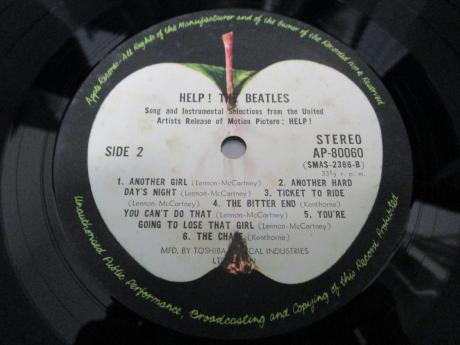 Apple Records · All Rights of the Manufacturer and of the Owner of the Recorded Work Reserved
HELP! THE BEATLES
Song and Instrumental Selections from the United
Artists Release of Motion Picture: HELP!
SIDE 2
STEREO
AP-80060
(SMAS-2386-B)
33⅓ r. p. m.
1. ANOTHER GIRL (Lennon-McCartney) 2. ANOTHER HARD
DAY'S NIGHT (Lennon-McCartney) 3. TICKET TO RIDE
(Lennon-McCartney) 4. THE BITTER END (Kenthorne)
YOU CAN'T DO THAT (Lennon-McCartney) 5. YOU'RE
GOING TO LOSE THAT GIRL (Lennon-McCartney)
6. THE CHASE (Kenthorne)
MFD. BY TOSHIBA MUSICAL INDUSTRIES
LTD.
Unauthorized Public Performance, Broadcasting and Copying of this Record Prohibited